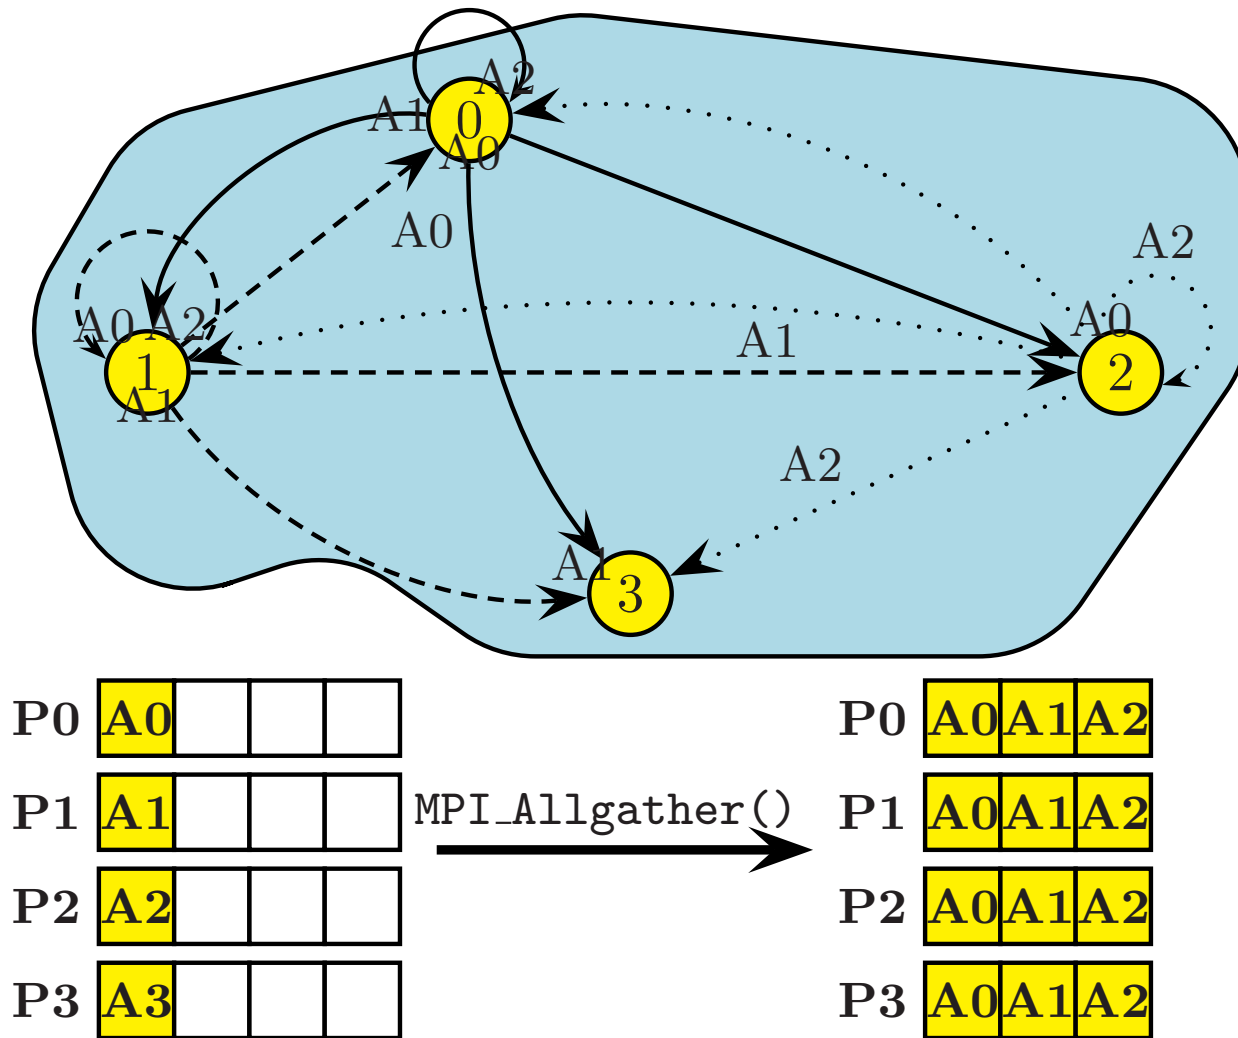 A2
A1 0
A0
A0
A2
A0 A2 A1 A0
1 2
A1
A2
A1
3
P0 A0 P0 A0 A1 A2
MPI_Allgather()
P1 A1 P1 A0 A1 A2
P2 A2 P2 A0 A1 A2
P3 A3 P3 A0 A1 A2